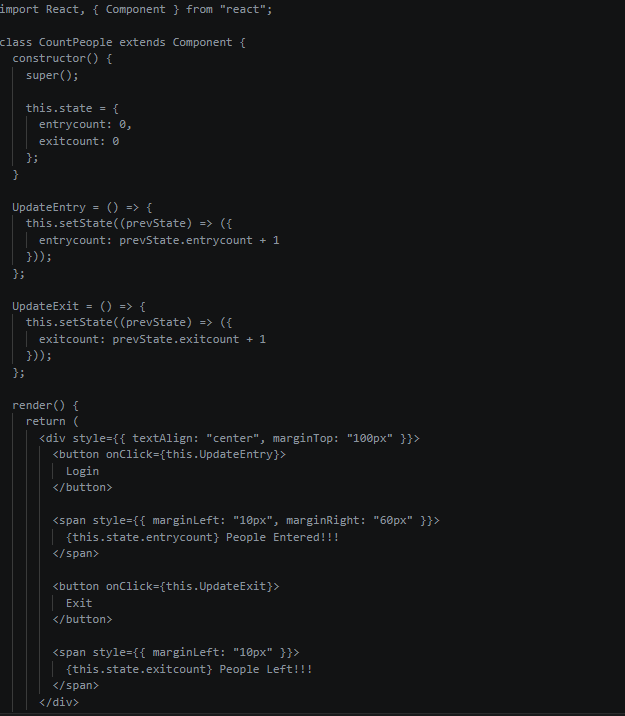 import React, { Component } from "react";

class CountPeople extends Component {
  constructor() {
    super();

    this.state = {
      entrycount: 0,
      exitcount: 0
    };
  }

  UpdateEntry = () => {
    this.setState((prevState) => ({
      entrycount: prevState.entrycount + 1
    }));
  };

  UpdateExit = () => {
    this.setState((prevState) => ({
      exitcount: prevState.exitcount + 1
    }));
  };

  render() {
    return (
      <div style={{ textAlign: "center", marginTop: "100px" }}>
        <button onClick={this.UpdateEntry}>
          Login
        </button>

        <span style={{ marginLeft: "10px", marginRight: "60px" }}>
          {this.state.entrycount} People Entered!!!
        </span>

        <button onClick={this.UpdateExit}>
          Exit
        </button>

        <span style={{ marginLeft: "10px" }}>
          {this.state.exitcount} People Left!!!
        </span>
      </div>